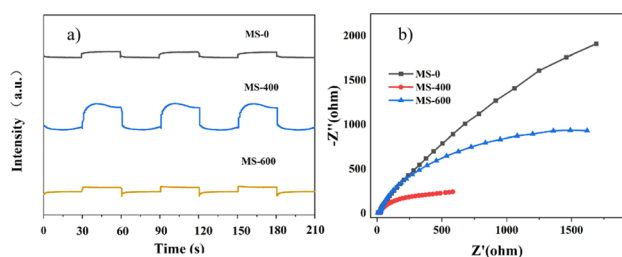 a)
MS-0
MS-400
MS-600
Intensity（a.u.）
0 30 60 90 120 150 180 210
Time (s)
b)
MS-0
MS-400
MS-600
2000
1500
1000
500
0
-Z''(ohm)
0 500 1000 1500
Z'(ohm)